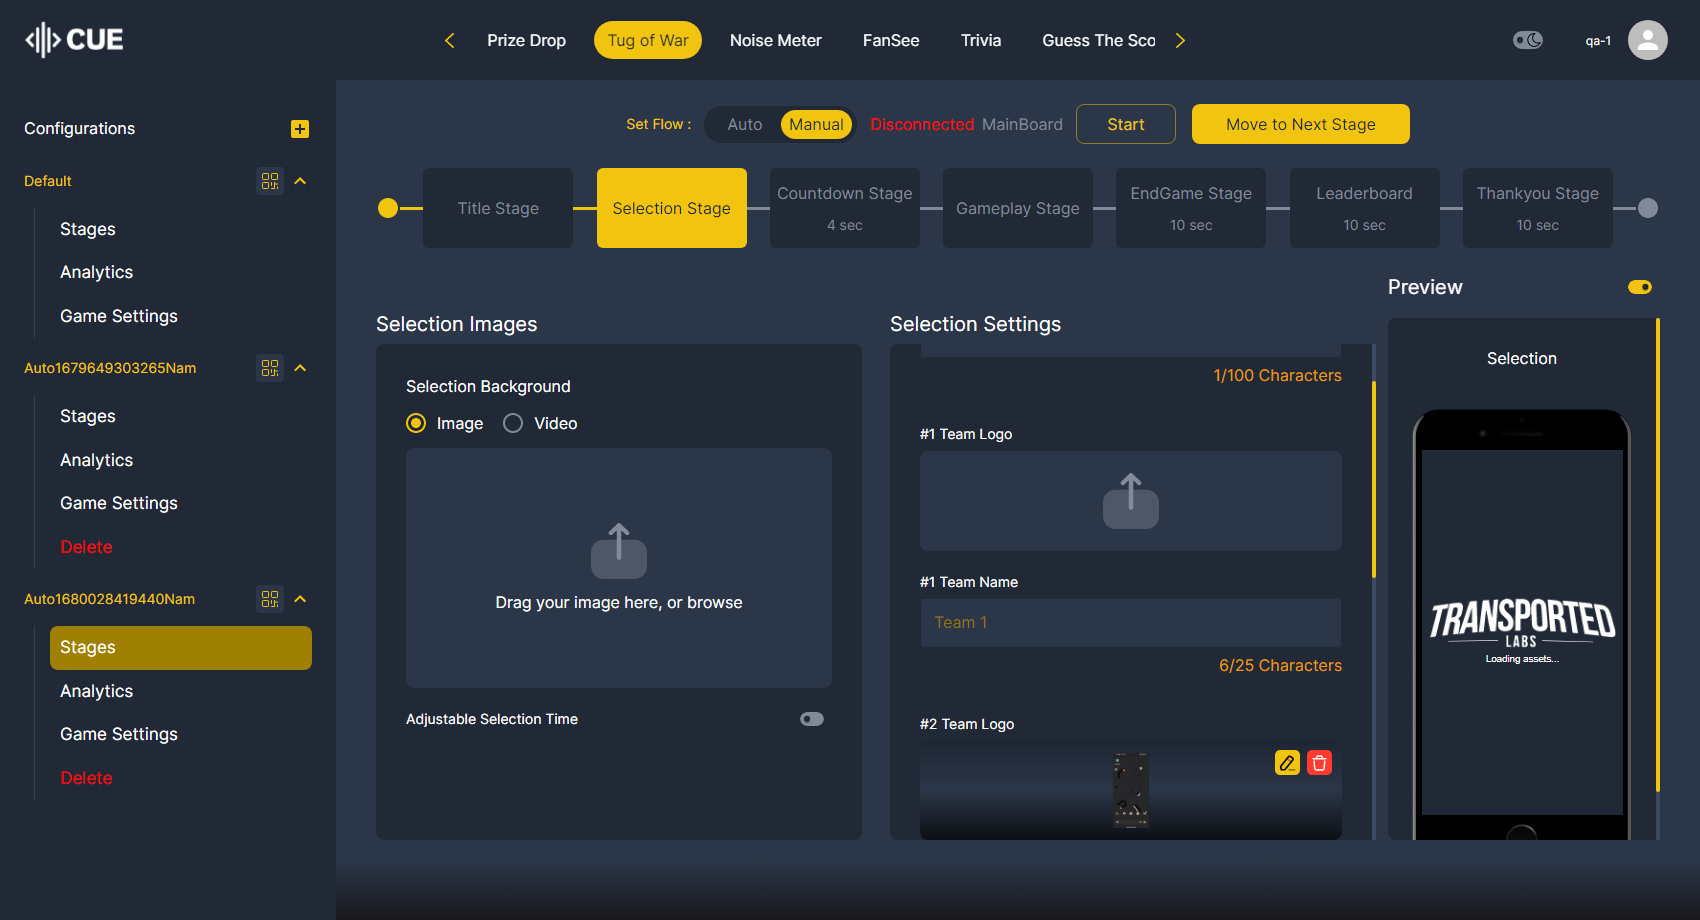 CUE
Prize Drop
Tug of War
Noise Meter
FanSee
Trivia
Guess The Sco
qa-1
Configurations
Default
Stages
Analytics
Game Settings
Auto1679649303265Nam
Stages
Analytics
Game Settings
Delete
Auto1680028419440Nam
Stages
Analytics
Game Settings
Delete
Set Flow :
Auto
Manual
Disconnected MainBoard
Start
Move to Next Stage
Title Stage
Selection Stage
Countdown Stage
4 sec
Gameplay Stage
EndGame Stage
10 sec
Leaderboard
10 sec
Thankyou Stage
10 sec
Selection Images
Selection Background
Image
Video
Drag your image here, or browse
Adjustable Selection Time
Selection Settings
1/100 Characters
#1 Team Logo
#1 Team Name
Team 1
6/25 Characters
#2 Team Logo
Preview
Selection
TRANSPORTED
LABS
Loading assets...